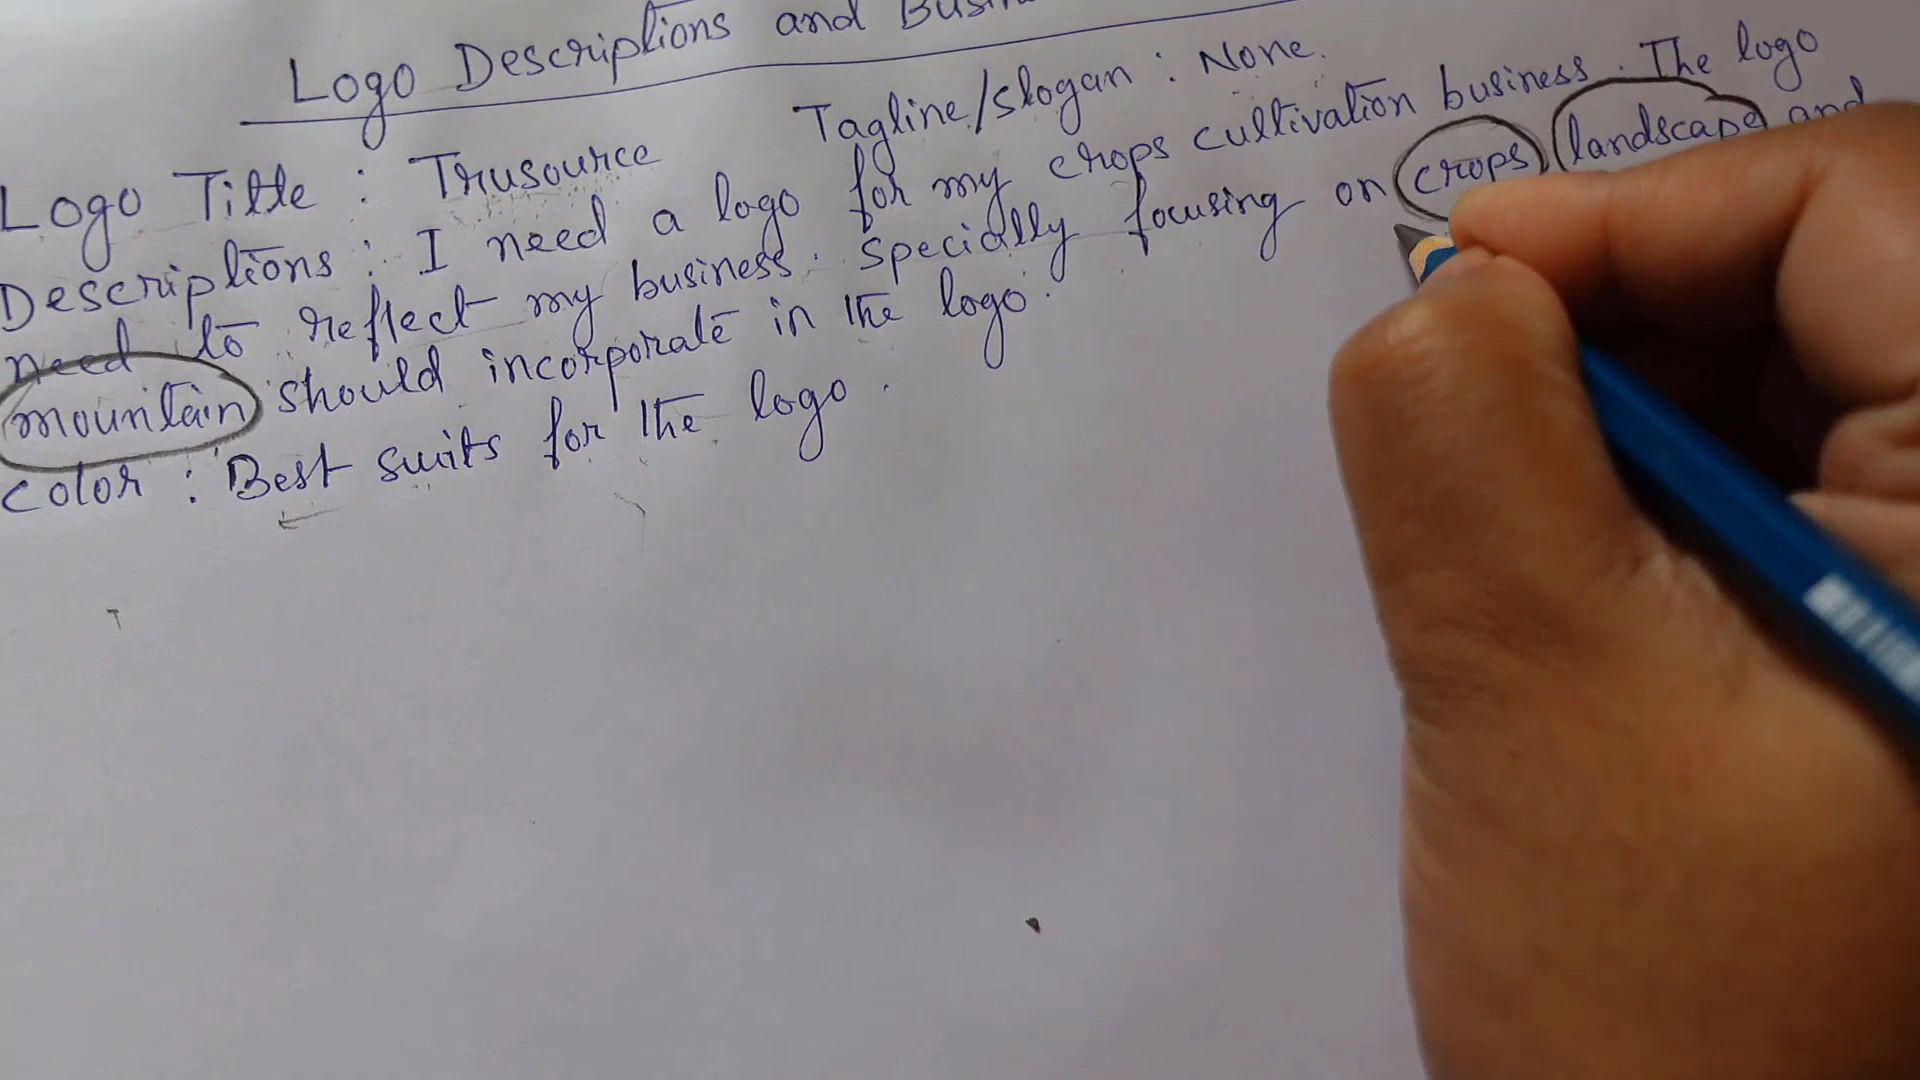 Logo Descriptions and Busin
Logo Title : Trusource Tagline/slogan : None.
Descriptions : I need a logo for my crops cultivation business. The logo
need to reflect my business. Specially focusing on crops landscape and
mountain should incorporate in the logo.
Color : Best suits for the logo.